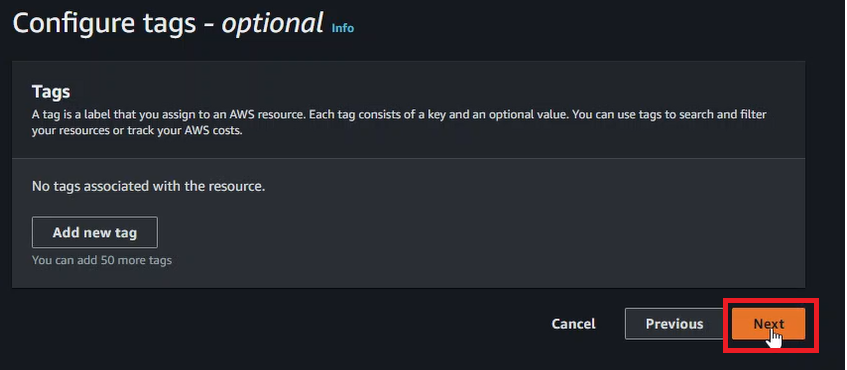 Configure tags - optional Info
Tags
A tag is a label that you assign to an AWS resource. Each tag consists of a key and an optional value. You can use tags to search and filter
your resources or track your AWS costs.
No tags associated with the resource.
Add new tag
You can add 50 more tags
Cancel Previous Next